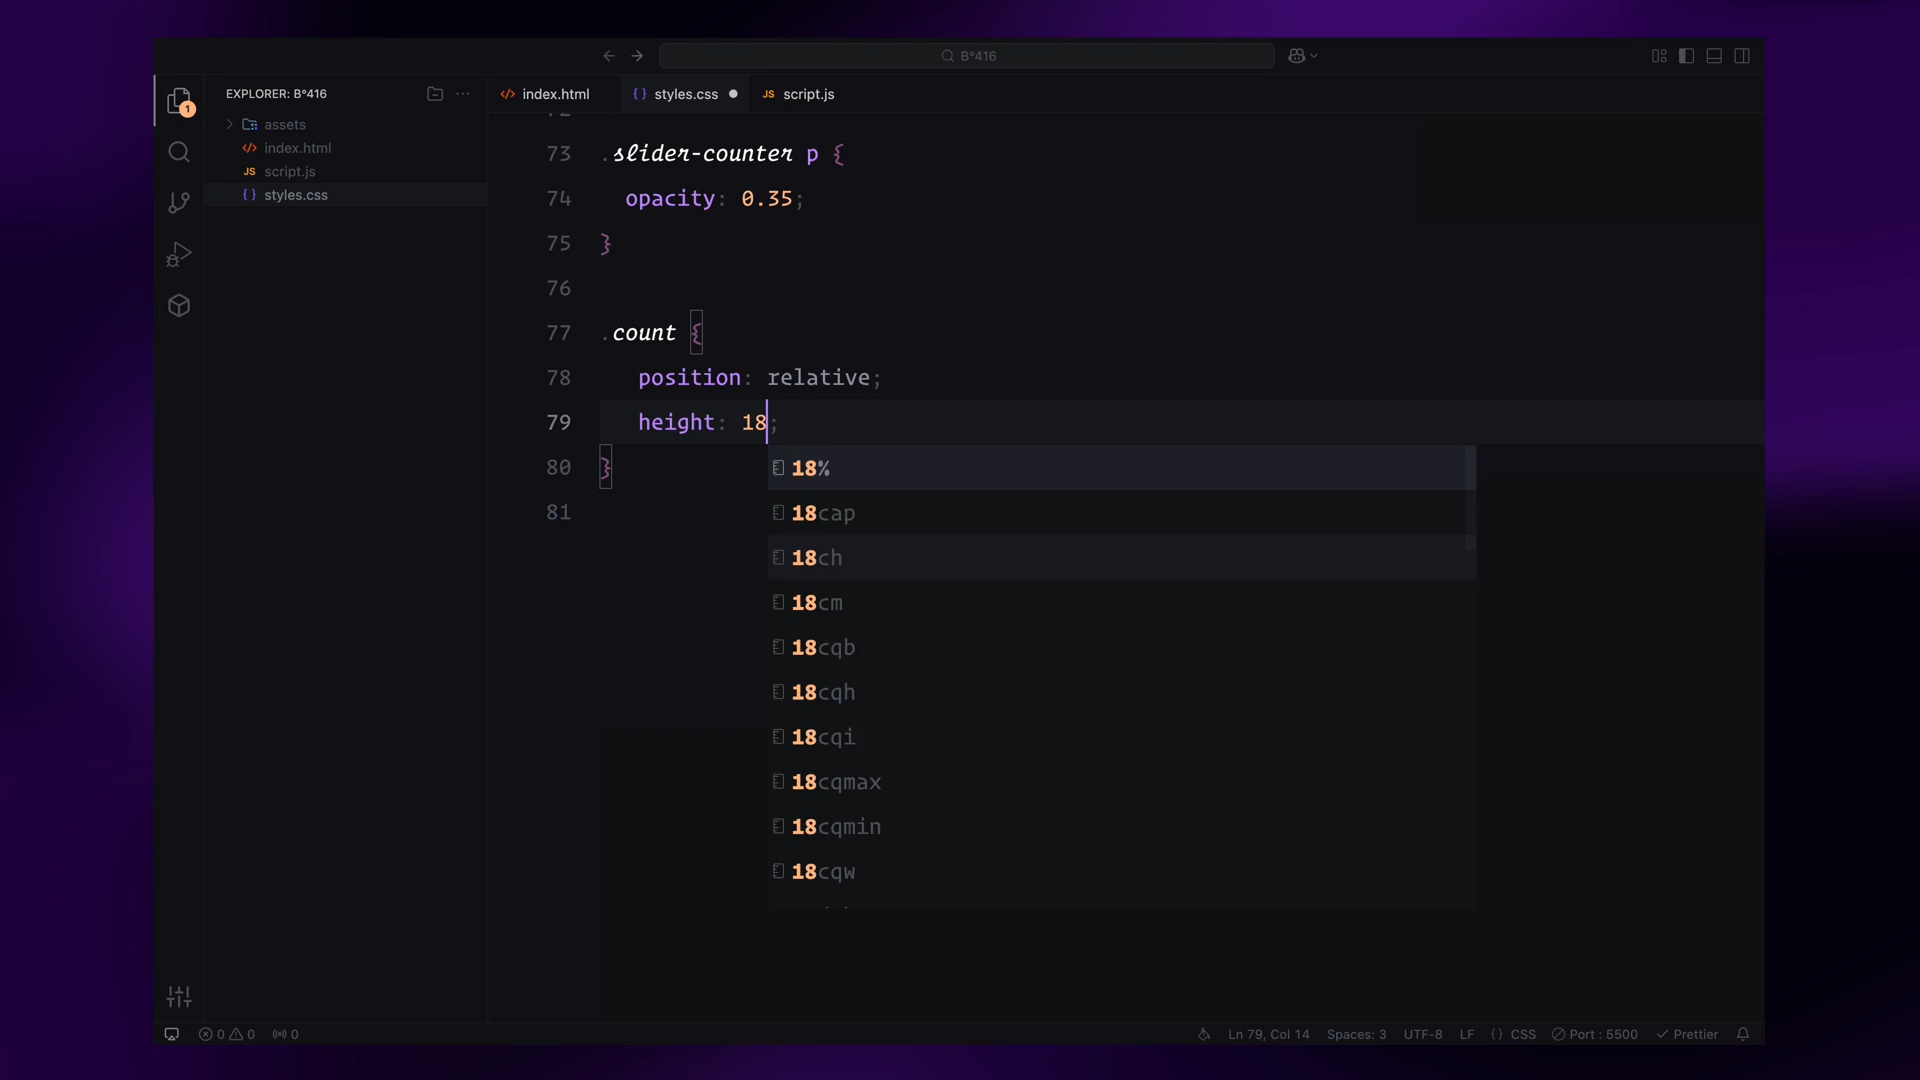 B°416
EXPLORER: B°416
index.html
styles.css
JS script.js
1
assets
index.html
JS script.js
styles.css
73 .slider-counter p {
74 opacity: 0.35;
75 }
76
77 .count {
78 position: relative;
79 height: 18;
80 }
81
18%
18cap
18ch
18cm
18cqb
18cqh
18cqi
18cqmax
18cqmin
18cqw
0 0 0
Ln 79, Col 14 Spaces: 3 UTF-8 LF {} CSS Port : 5500 Prettier